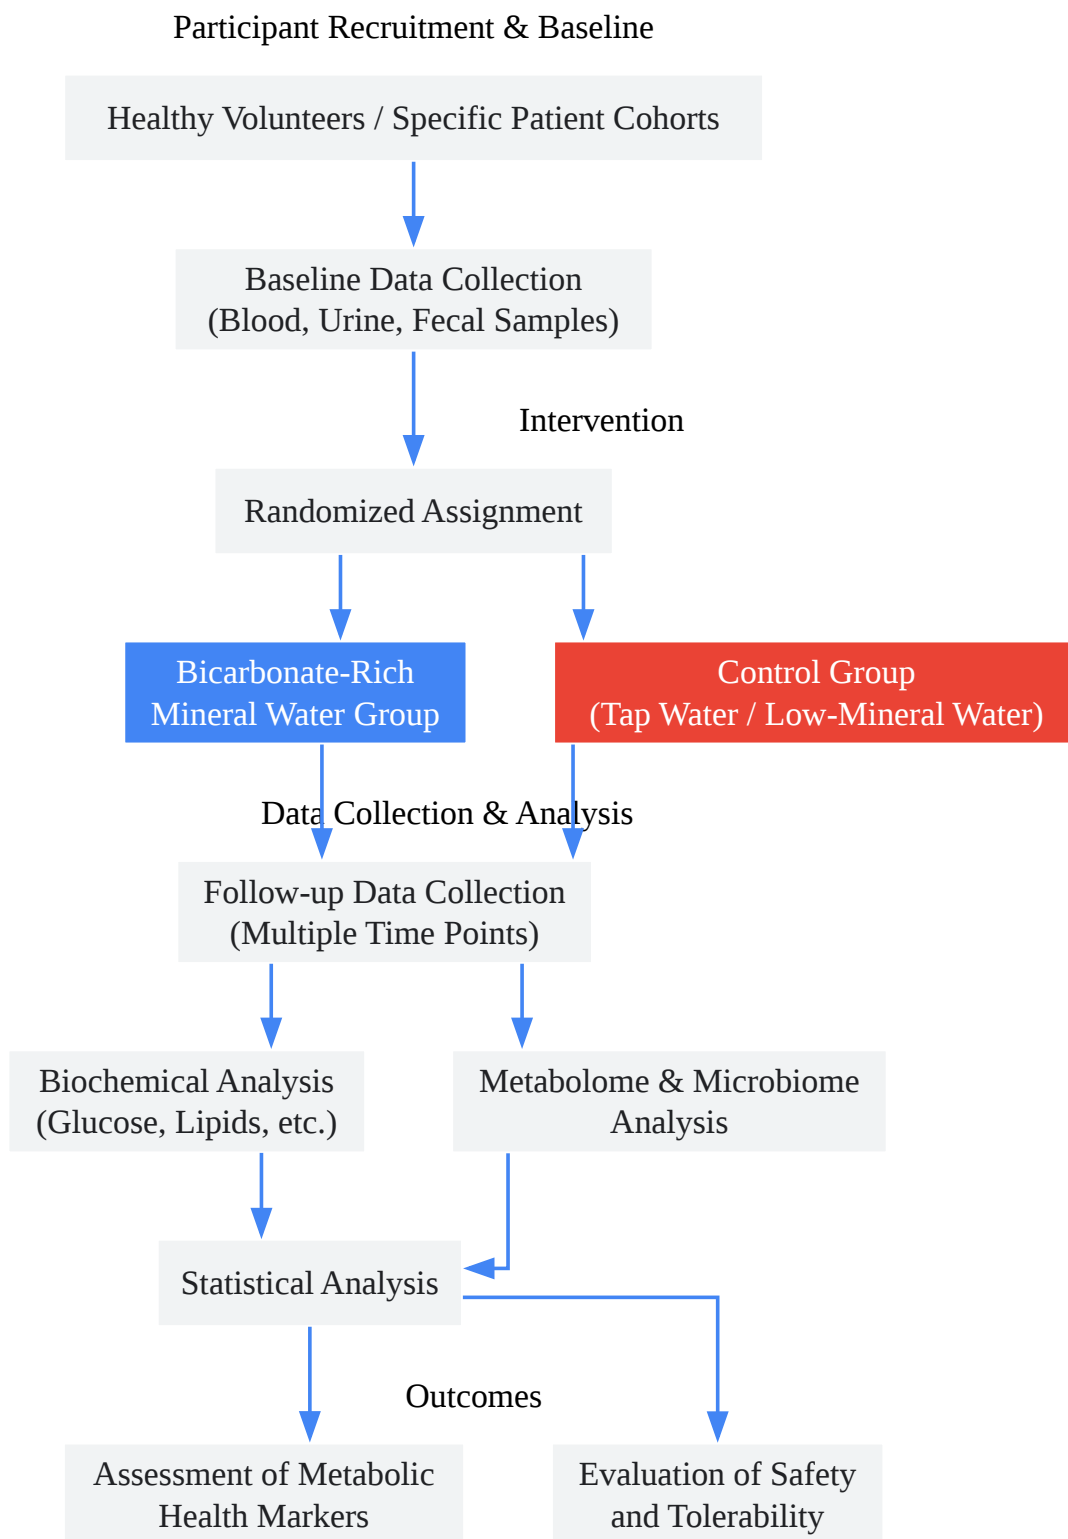 Participant Recruitment & Baseline
Healthy Volunteers / Specific Patient Cohorts
Baseline Data Collection
(Blood, Urine, Fecal Samples)
Intervention
Randomized Assignment
Bicarbonate-Rich
Mineral Water Group
Control Group
(Tap Water / Low-Mineral Water)
Data Collection & Analysis
Follow-up Data Collection
(Multiple Time Points)
Biochemical Analysis
(Glucose, Lipids, etc.)
Metabolome & Microbiome
Analysis
Statistical Analysis
Outcomes
Assessment of Metabolic
Health Markers
Evaluation of Safety
and Tolerability